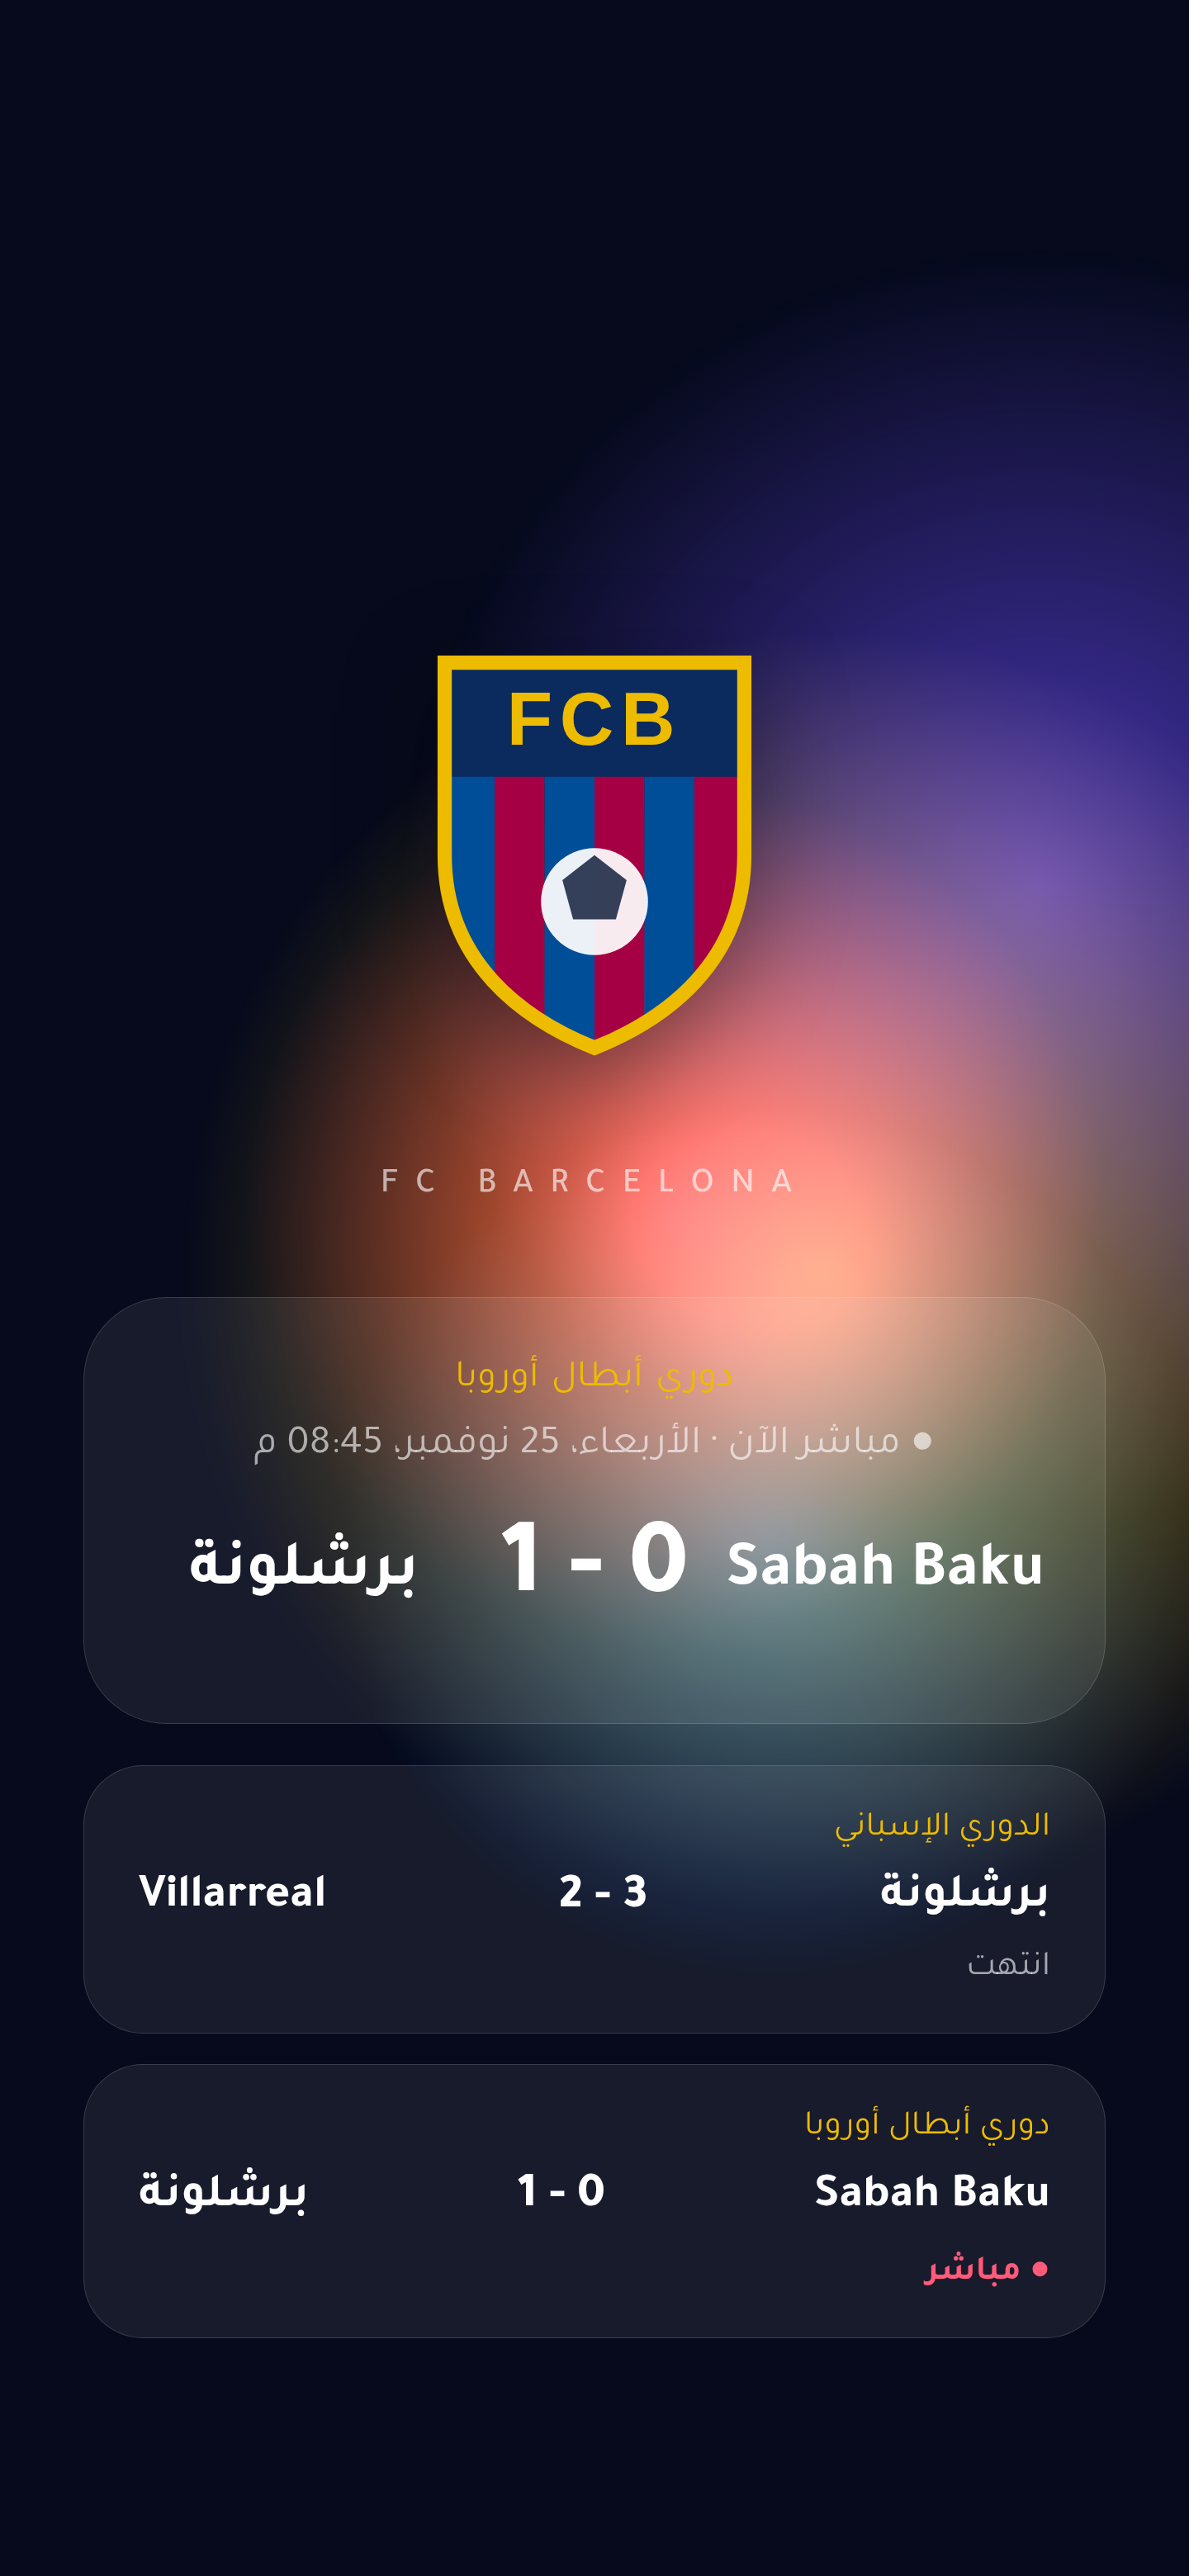 FCB
FC BARCELONA
دوري أبطال أوروبا
● مباشر الآن · الأربعاء، 25 نوفمبر، 08:45 م
Sabah Baku 1 - 0 برشلونة
الدوري الإسباني
برشلونة 2 - 3 Villarreal
انتهت
دوري أبطال أوروبا
Sabah Baku 1 - 0 برشلونة
● مباشر